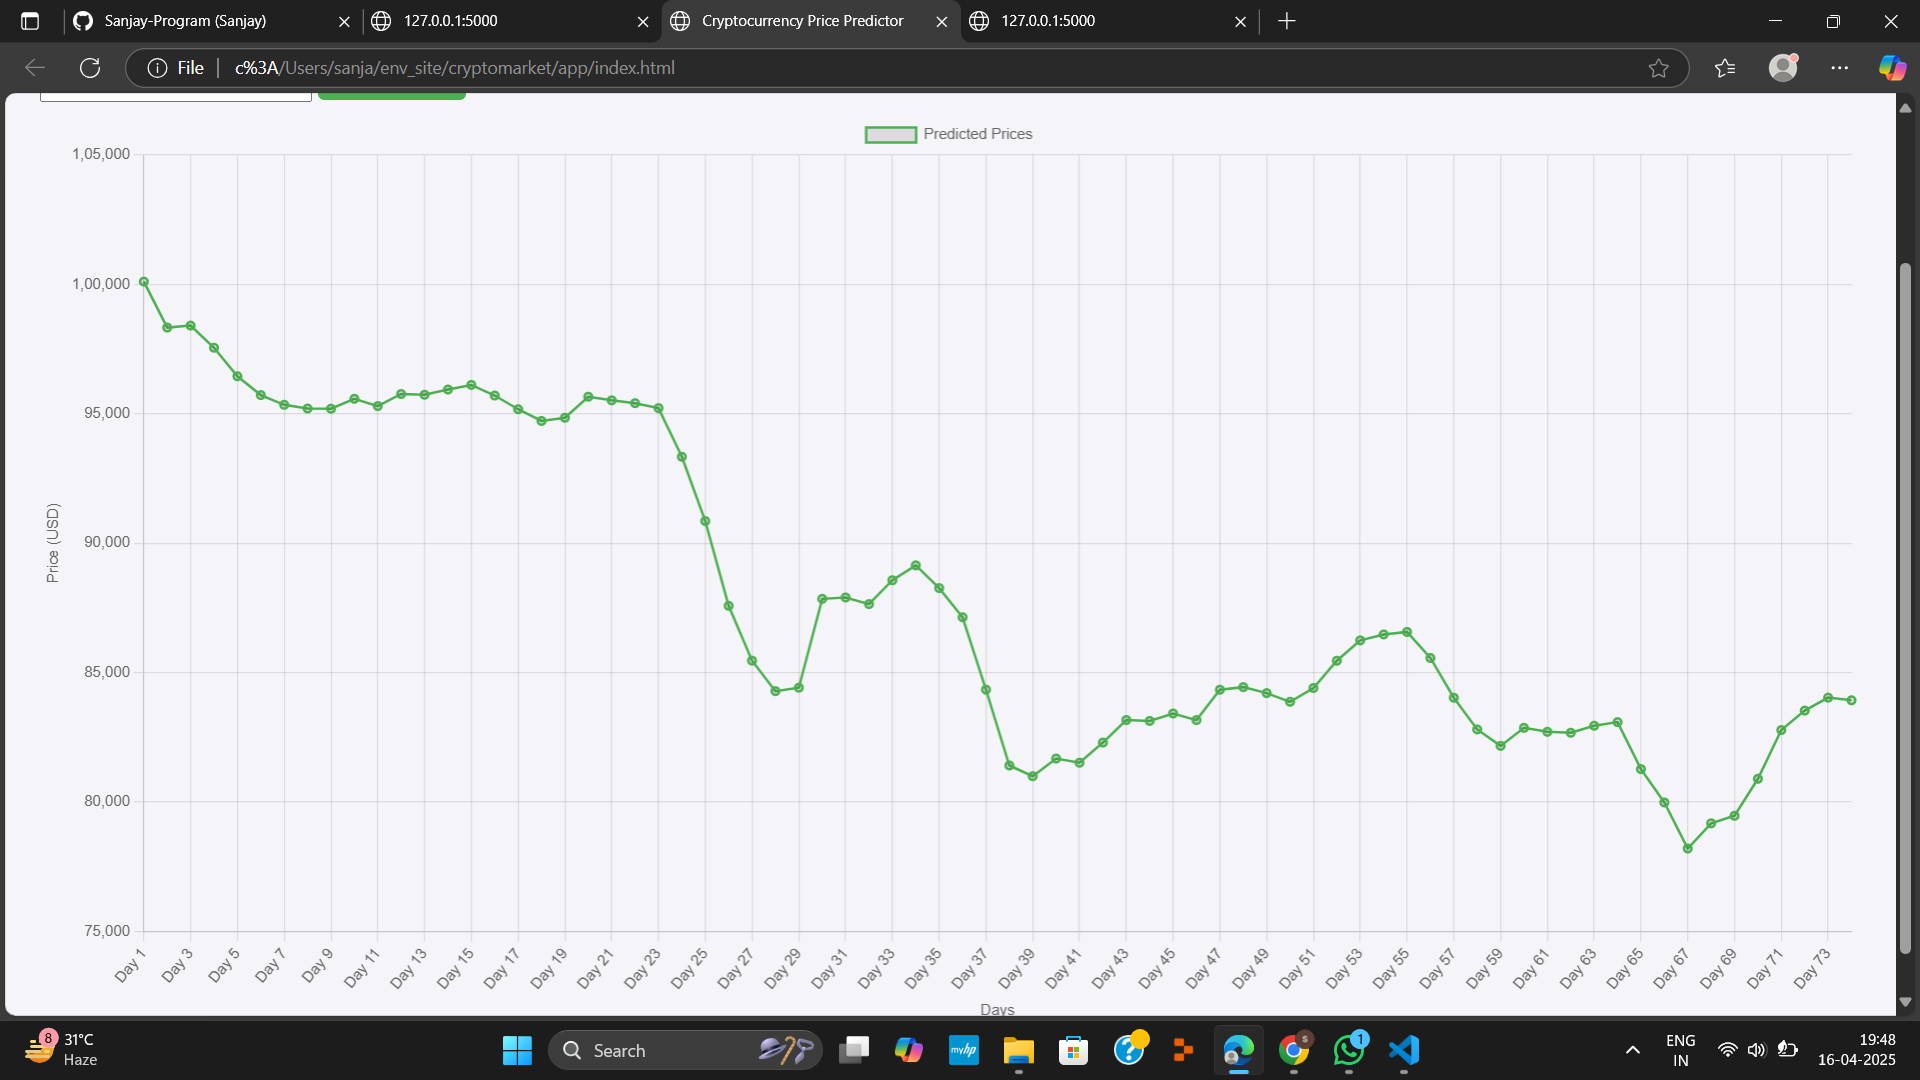 Sanjay-Program (Sanjay)
127.0.0.1:5000
Cryptocurrency Price Predictor
127.0.0.1:5000
File
c%3A/Users/sanja/env_site/cryptomarket/app/index.html
Predicted Prices
1,05,000
1,00,000
95,000
90,000
85,000
80,000
75,000
Price (USD)
Day 1
Day 3
Day 5
Day 7
Day 9
Day 11
Day 13
Day 15
Day 17
Day 19
Day 21
Day 23
Day 25
Day 27
Day 29
Day 31
Day 33
Day 35
Day 37
Day 39
Day 41
Day 43
Day 45
Day 47
Day 49
Day 51
Day 53
Day 55
Day 57
Day 59
Day 61
Day 63
Day 65
Day 67
Day 69
Day 71
Day 73
Days
8
31°C
Haze
Search
myhp
S
1
ENG
IN
19:48
16-04-2025